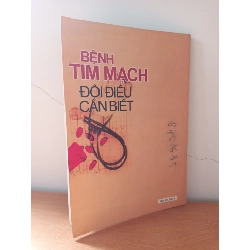 BỆNH
TIM MẠCH
ĐÔI ĐIỀU
CẦN BIẾT